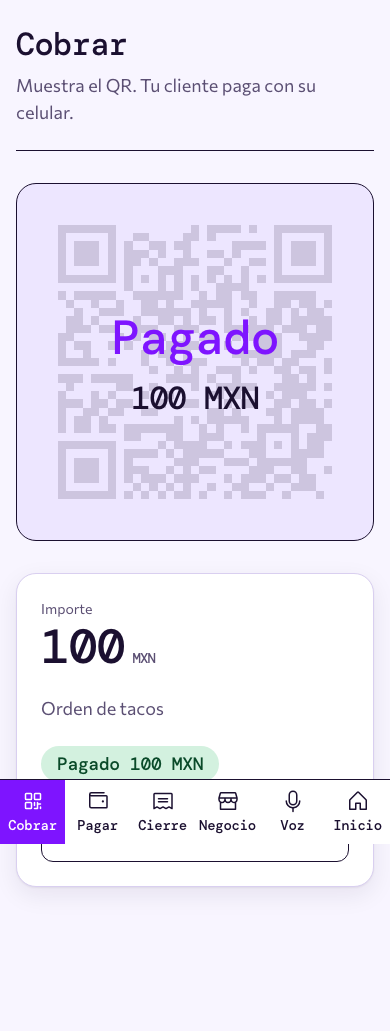 Cobrar
Muestra el QR. Tu cliente paga con su
celular.
Pagado
100 MXN
Importe
100 MXN
Orden de tacos
Pagado 100 MXN
Cobrar Pagar Cierre Negocio Voz Inicio